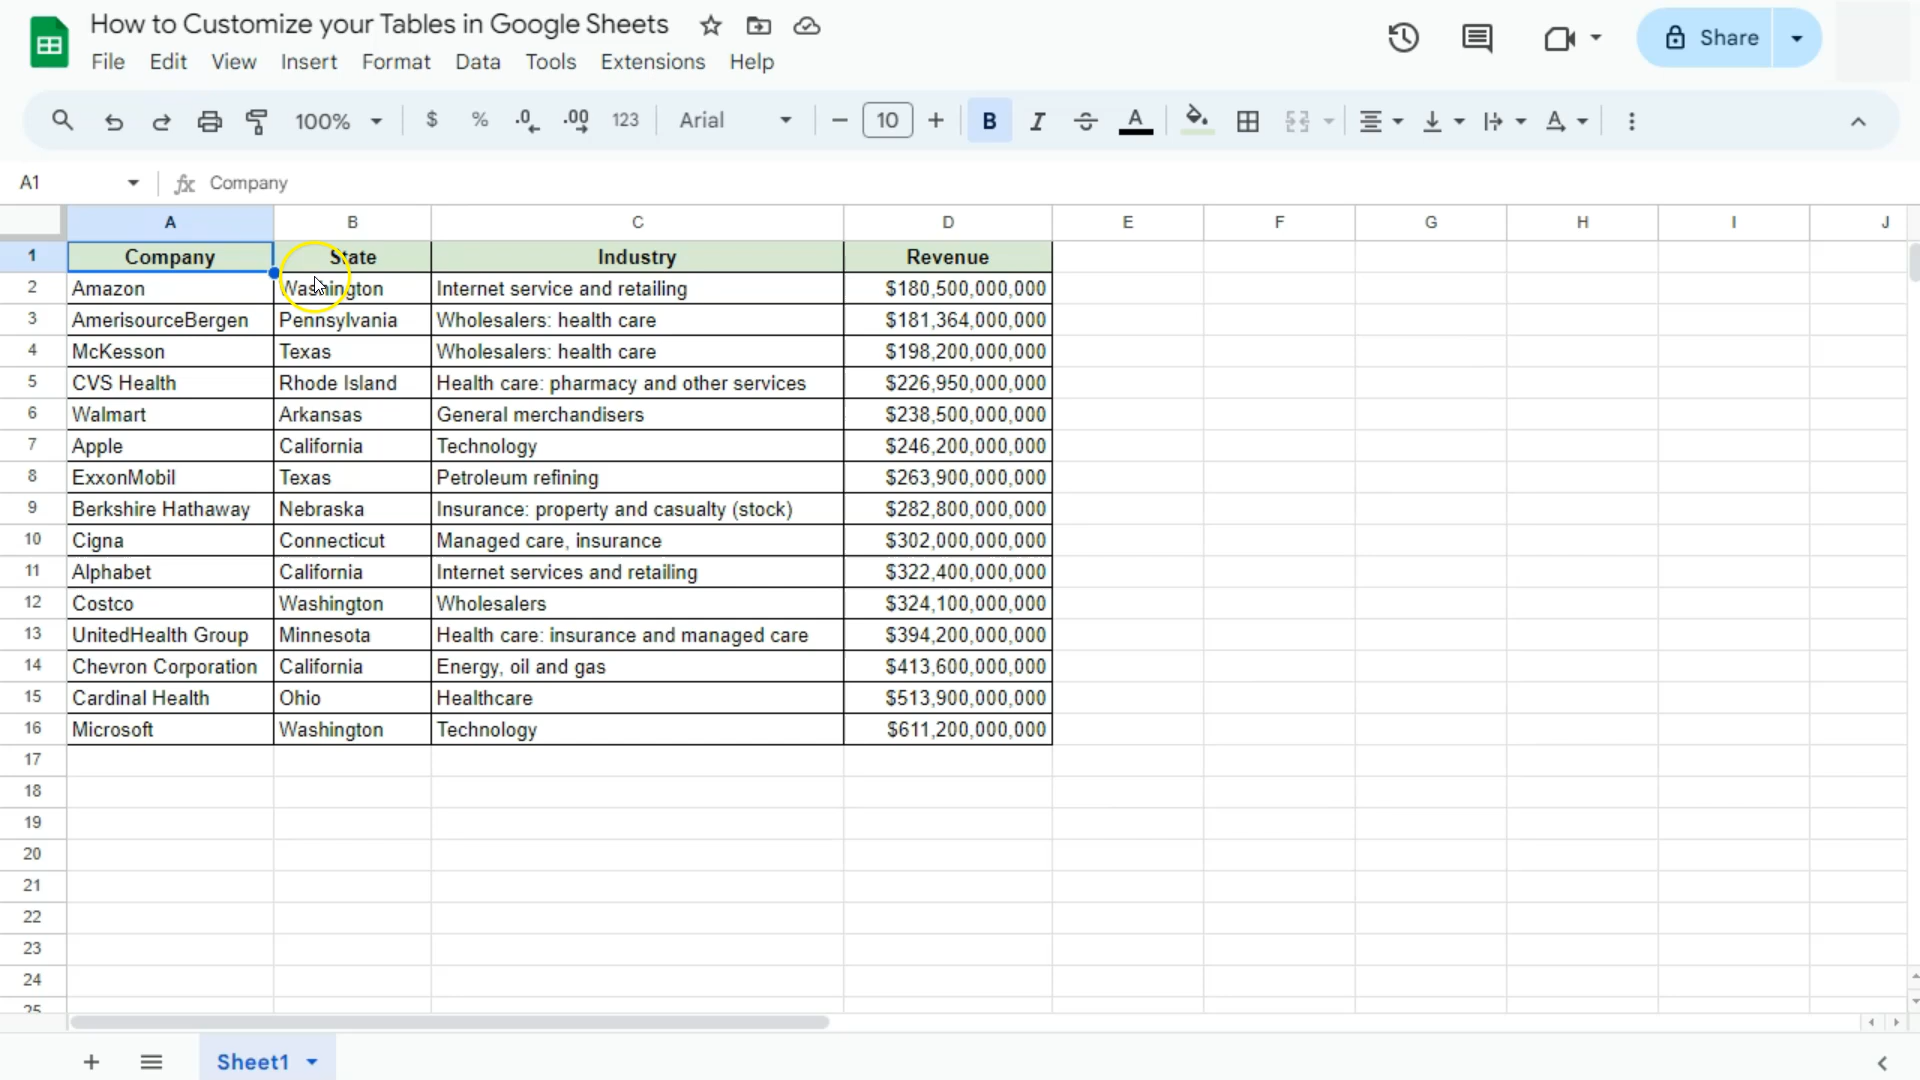 How to Customize your Tables in Google Sheets
File Edit View Insert Format Data Tools Extensions Help
Share
100% $ % .0 .00 123 Arial 10 B I S A A
A1 fx Company
A B C D E F G H I J
1 Company State Industry Revenue
2 Amazon Washington Internet service and retailing $180,500,000,000
3 AmerisourceBergen Pennsylvania Wholesalers: health care $181,364,000,000
4 McKesson Texas Wholesalers: health care $198,200,000,000
5 CVS Health Rhode Island Health care: pharmacy and other services $226,950,000,000
6 Walmart Arkansas General merchandisers $238,500,000,000
7 Apple California Technology $246,200,000,000
8 ExxonMobil Texas Petroleum refining $263,900,000,000
9 Berkshire Hathaway Nebraska Insurance: property and casualty (stock) $282,800,000,000
10 Cigna Connecticut Managed care, insurance $302,000,000,000
11 Alphabet California Internet services and retailing $322,400,000,000
12 Costco Washington Wholesalers $324,100,000,000
13 UnitedHealth Group Minnesota Health care: insurance and managed care $394,200,000,000
14 Chevron Corporation California Energy, oil and gas $413,600,000,000
15 Cardinal Health Ohio Healthcare $513,900,000,000
16 Microsoft Washington Technology $611,200,000,000
17
18
19
20
21
22
23
24
25
Sheet1